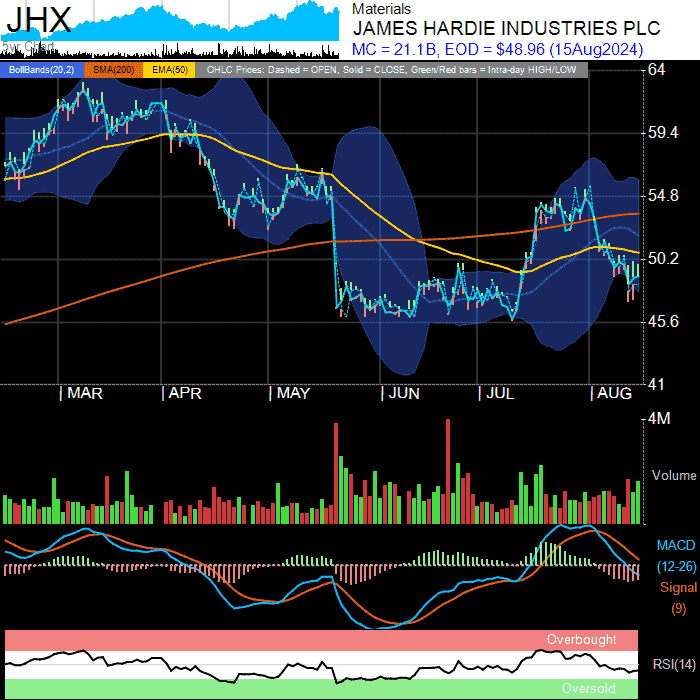 JHX
5yr Chart
Materials
JAMES HARDIE INDUSTRIES PLC
MC = 21.1B, EOD = $48.96 (15Aug2024)
BollBands(20,2) SMA(200) EMA(50) OHLC Prices: Dashed = OPEN, Solid = CLOSE, Green/Red bars = Intra-day HIGH/LOW
64
59.4
54.8
50.2
45.6
41
MAR APR MAY JUN JUL AUG
4M
Volume
MACD
(12-26)
Signal
(9)
Overbought
RSI(14)
Oversold